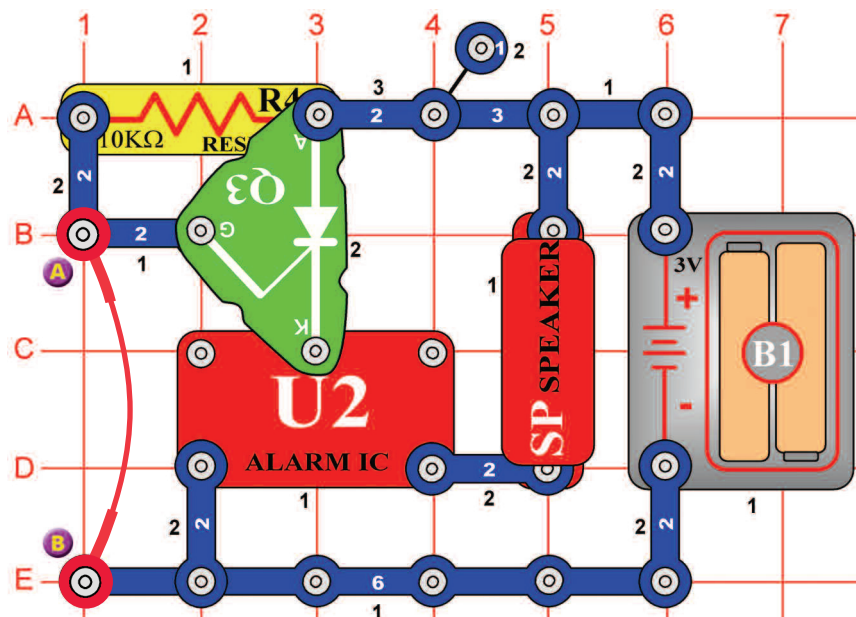 1 2 3 4 5 6 7
1 2
1 R4 3 1
A 2 3
10KΩ RES
2 2 A 2 2 2 2
Q3
B 2 G
A 1 2 3V
1 SPEAKER +
K
C B1
U2
SP -
ALARM IC
D 2
1 2 1
2 2 2 2
B
E 6
1